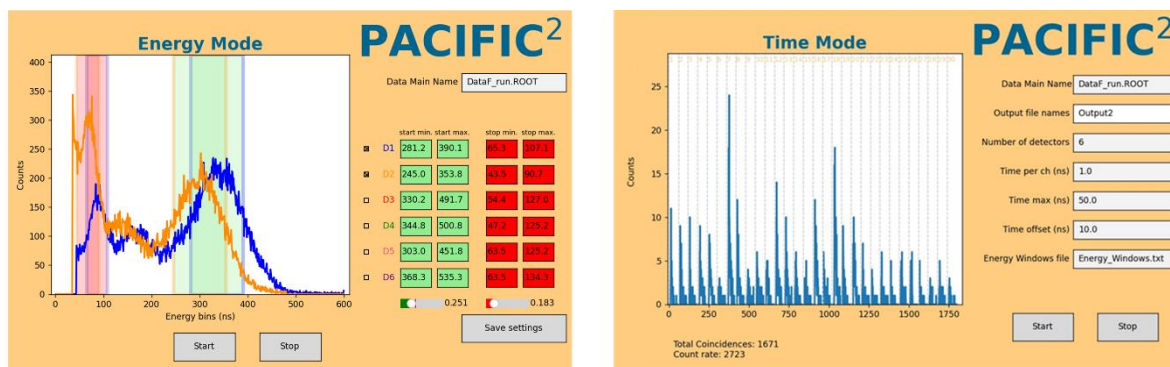 Energy Mode
PACIFIC²
Data Main Name DataF_run.ROOT
400
350
300
250
200
150
100
50
0
Counts
0 100 200 300 400 500 600
Energy bins (ns)
start min. start max. stop min. stop max.
D1 281.2 390.1 65.3 107.1
D2 245.0 353.8 43.5 90.7
D3 330.2 491.7 54.4 127.0
D4 344.8 500.8 47.2 125.2
D5 303.0 451.8 63.5 125.2
D6 368.3 535.3 63.5 134.3
0.251 0.183
Start Stop
Save settings
Time Mode
PACIFIC²
25
20
15
10
5
0
Counts
0 250 500 750 1000 1250 1500 1750
Total Coincidences: 1671
Count rate: 2723
Data Main Name DataF_run.ROOT
Output file names Output2
Number of detectors 6
Time per ch (ns) 1.0
Time max (ns) 50.0
Time offset (ns) 10.0
Energy Windows file Energy_Windows.txt
Start Stop